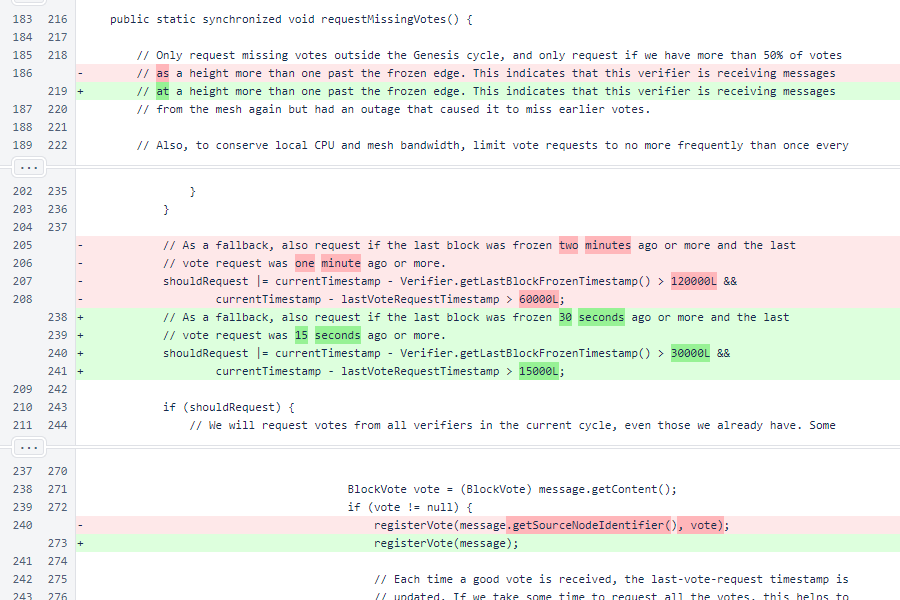 183 216 public static synchronized void requestMissingVotes() {
184 217
185 218 // Only request missing votes outside the Genesis cycle, and only request if we have more than 50% of votes
186 - // as a height more than one past the frozen edge. This indicates that this verifier is receiving messages
219 + // at a height more than one past the frozen edge. This indicates that this verifier is receiving messages
187 220 // from the mesh again but had an outage that caused it to miss earlier votes.
188 221
189 222 // Also, to conserve local CPU and mesh bandwidth, limit vote requests to no more frequently than once every
...
202 235 }
203 236 }
204 237
205 - // As a fallback, also request if the last block was frozen two minutes ago or more and the last
206 - // vote request was one minute ago or more.
207 - shouldRequest |= currentTimestamp - Verifier.getLastBlockFrozenTimestamp() > 120000L &&
208 - currentTimestamp - lastVoteRequestTimestamp > 60000L;
238 + // As a fallback, also request if the last block was frozen 30 seconds ago or more and the last
239 + // vote request was 15 seconds ago or more.
240 + shouldRequest |= currentTimestamp - Verifier.getLastBlockFrozenTimestamp() > 30000L &&
241 + currentTimestamp - lastVoteRequestTimestamp > 15000L;
209 242
210 243 if (shouldRequest) {
211 244 // We will request votes from all verifiers in the current cycle, even those we already have. Some
...
237 270
238 271 BlockVote vote = (BlockVote) message.getContent();
239 272 if (vote != null) {
240 - registerVote(message.getSourceNodeIdentifier(), vote);
273 + registerVote(message);
241 274
242 275 // Each time a good vote is received, the last-vote-request timestamp is
243 276 // updated. If we take some time to request all the votes, this helps to